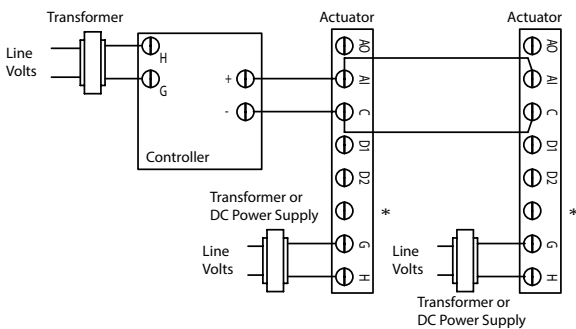 Transformer
Actuator
Actuator
Line
Volts
H
G
+
-
Controller
AO
AI
C
D1
D2
*
G
H
AO
AI
C
D1
D2
*
G
H
Transformer or
DC Power Supply
Line
Volts
Line
Volts
Transformer or
DC Power Supply